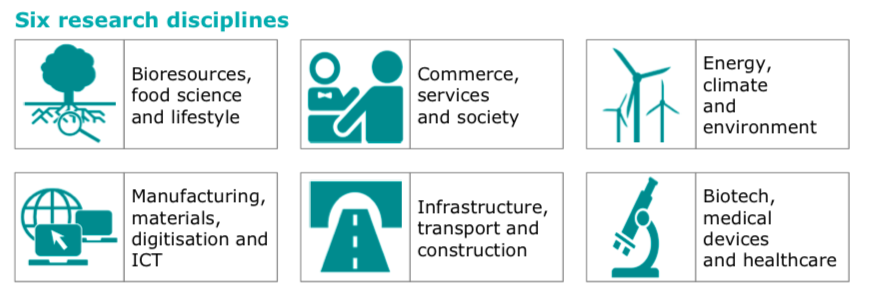 Six research disciplines
Bioresources,
food science
and lifestyle
Commerce,
services
and society
Energy,
climate
and
environment
Manufacturing,
materials,
digitisation and
ICT
Infrastructure,
transport and
construction
Biotech,
medical
devices
and healthcare